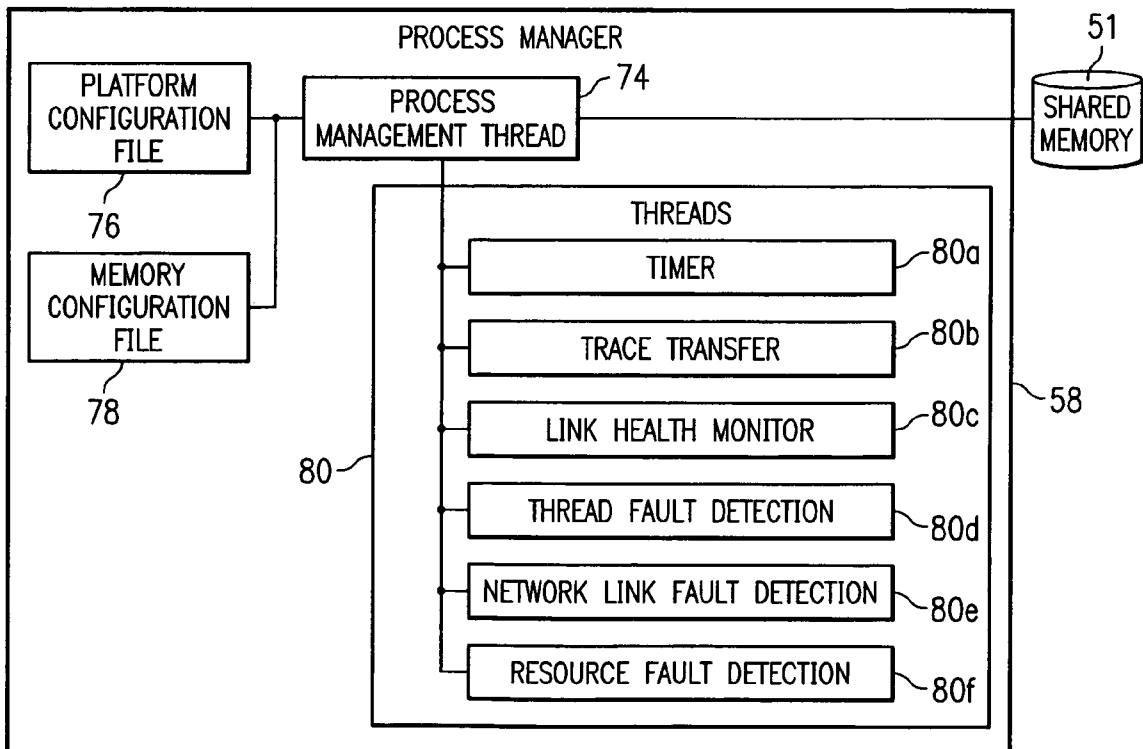 PROCESS MANAGER
51
PLATFORM
CONFIGURATION
FILE
74
PROCESS
MANAGEMENT THREAD
SHARED
MEMORY
76
THREADS
MEMORY
CONFIGURATION
FILE
TIMER
80a
TRACE TRANSFER
80b
78
58
LINK HEALTH MONITOR
80c
80
THREAD FAULT DETECTION
80d
NETWORK LINK FAULT DETECTION
80e
RESOURCE FAULT DETECTION
80f